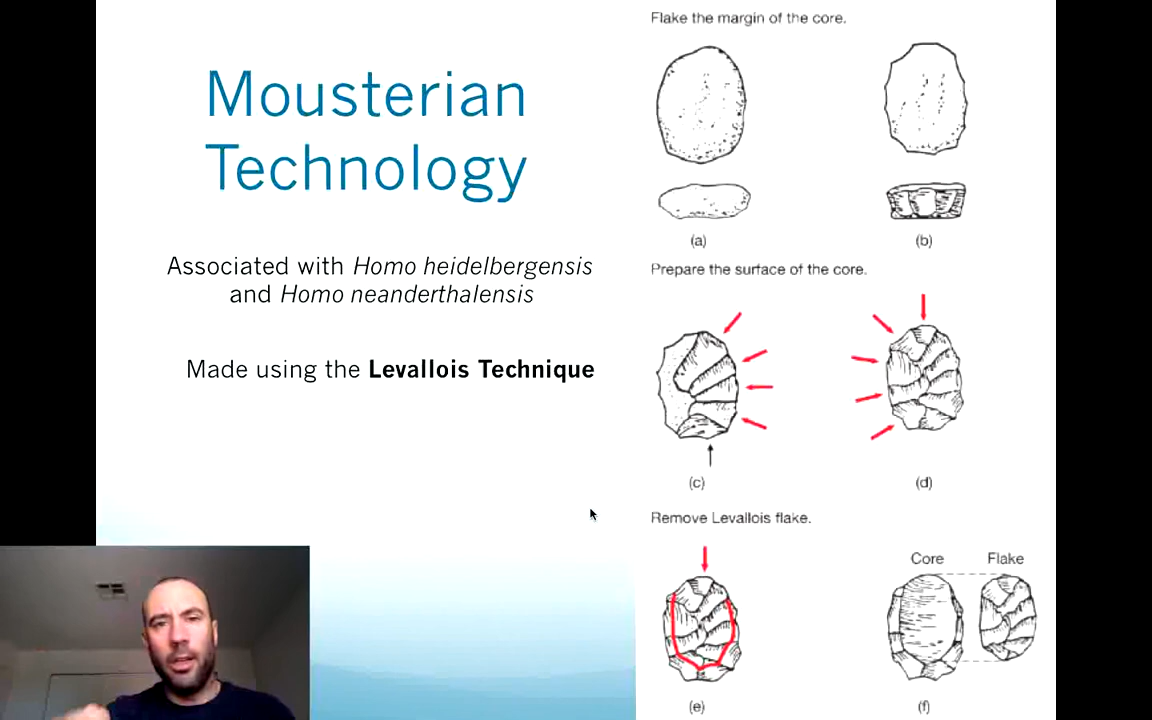 Mousterian
Technology
Associated with Homo heidelbergensis
and Homo neanderthalensis
Made using the Levallois Technique
Flake the margin of the core.
(a)
(b)
Prepare the surface of the core.
(c)
(d)
Remove Levallois flake.
Core
Flake
(e)
(f)